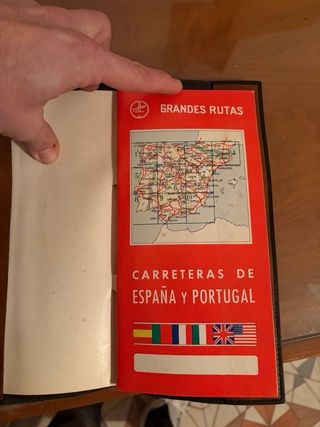 GRANDES RUTAS
CARRETERAS DE
ESPAÑA Y PORTUGAL